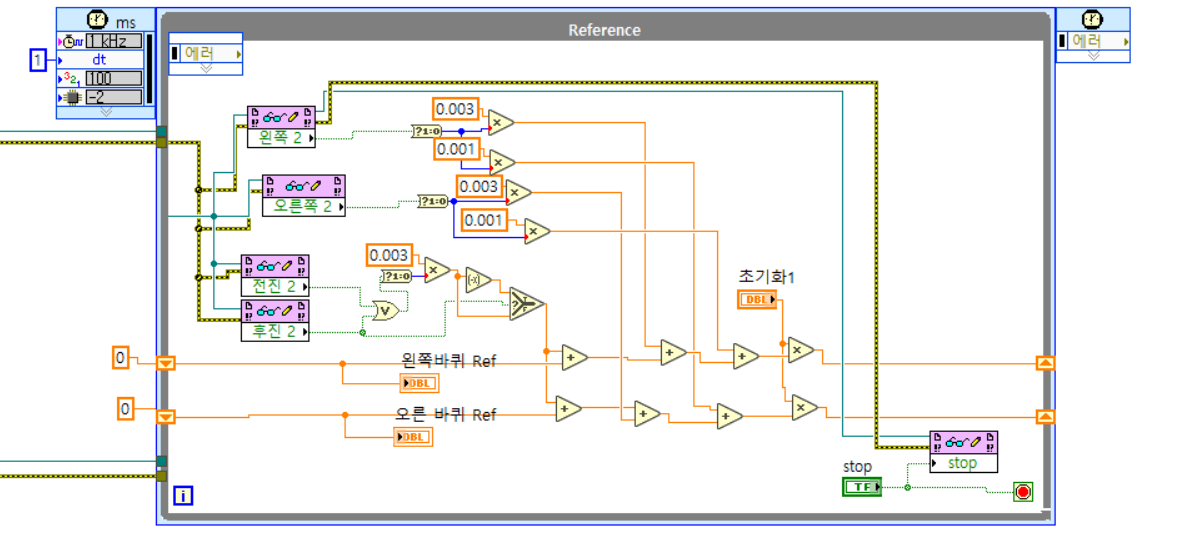 ms
Reference
1 kHz
에러
에러
1
dt
100
-2
0.003
왼쪽 2
?1:0
x
0.001
x
0.003
오른쪽 2
?1:0
x
0.001
x
0.003
전진 2
?1:0
x
(-x)
초기화1
DBL
후진 2
V
?
T
F
0
왼쪽바퀴 Ref
+
+
+
x
DBL
0
오른 바퀴 Ref
+
+
+
x
DBL
stop
stop
TF
i